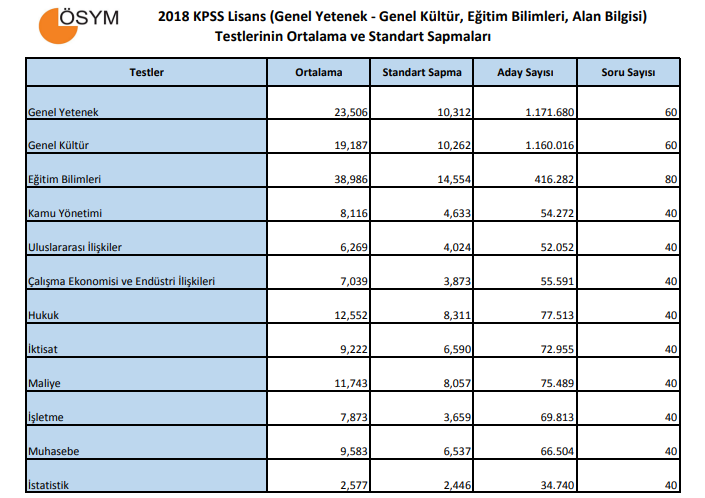 ÖSYM
2018 KPSS Lisans (Genel Yetenek - Genel Kültür, Eğitim Bilimleri, Alan Bilgisi)
Testlerinin Ortalama ve Standart Sapmaları
Testler Ortalama Standart Sapma Aday Sayısı Soru Sayısı
Genel Yetenek 23,506 10,312 1.171.680 60
Genel Kültür 19,187 10,262 1.160.016 60
Eğitim Bilimleri 38,986 14,554 416.282 80
Kamu Yönetimi 8,116 4,633 54.272 40
Uluslararası İlişkiler 6,269 4,024 52.052 40
Çalışma Ekonomisi ve Endüstri İlişkileri 7,039 3,873 55.591 40
Hukuk 12,552 8,311 77.513 40
İktisat 9,222 6,590 72.955 40
Maliye 11,743 8,057 75.489 40
İşletme 7,873 3,659 69.813 40
Muhasebe 9,583 6,537 66.504 40
İstatistik 2,577 2,446 34.740 40